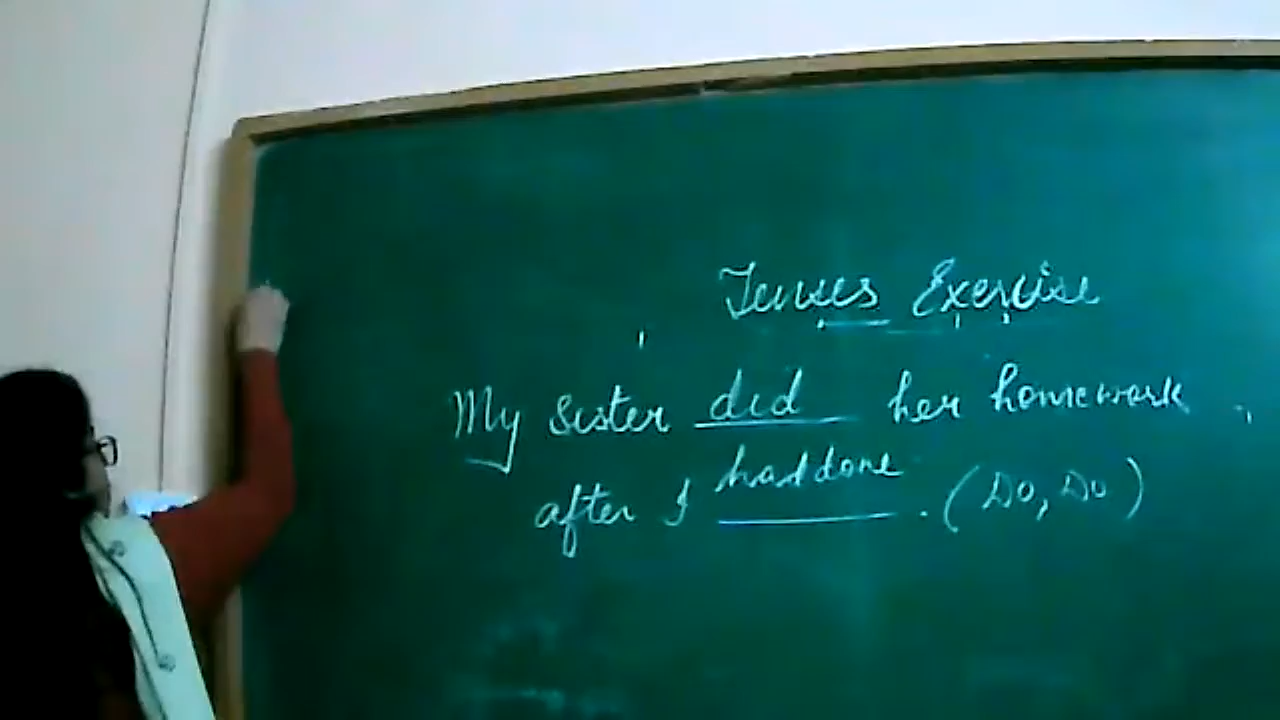 Tenses Exercise
My sister did her homework,
after I had done. (Do, Do)